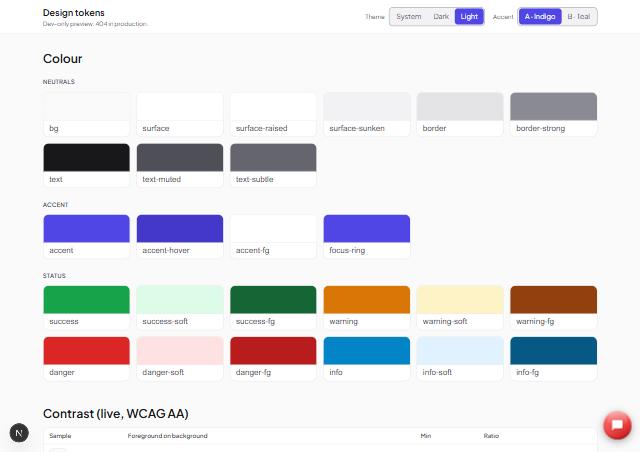 Design tokens
Dev-only preview. 404 in production.
Theme System Dark Light Accent A · Indigo B · Teal
Colour
NEUTRALS
bg surface surface-raised surface-sunken border border-strong
text text-muted text-subtle
ACCENT
accent accent-hover accent-fg focus-ring
STATUS
success success-soft success-fg warning warning-soft warning-fg
danger danger-soft danger-fg info info-soft info-fg
Contrast (live, WCAG AA)
Sample Foreground on background Min Ratio
N